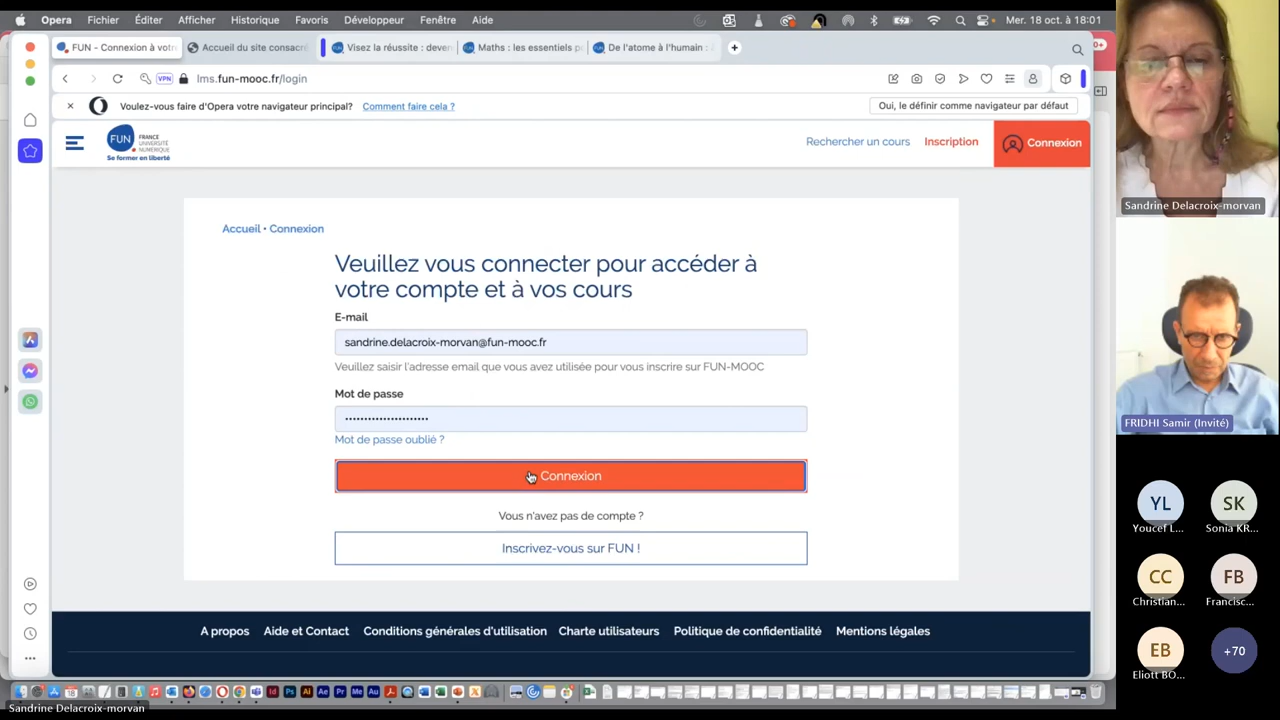 Opera Fichier Éditer Afficher Historique Favoris Développeur Fenêtre Aide Mer. 18 oct. à 18:01
FUN - Connexion à votr
Accueil du site consacré
Visez la réussite : deven
Maths : les essentiels p
De l'atome à l'humain :
VPN lms.fun-mooc.fr/login
Voulez-vous faire d'Opera votre navigateur principal? Comment faire cela ? Oui, le définir comme navigateur par défaut
FUN FRANCE UNIVERSITÉ NUMÉRIQUE
Se former en liberté
Rechercher un cours Inscription Connexion
Accueil • Connexion
Veuillez vous connecter pour accéder à
votre compte et à vos cours
E-mail
sandrine.delacroix-morvan@fun-mooc.fr
Veuillez saisir l'adresse email que vous avez utilisée pour vous inscrire sur FUN-MOOC
Mot de passe
Mot de passe oublié ?
Connexion
Vous n'avez pas de compte ?
Inscrivez-vous sur FUN !
A propos Aide et Contact Conditions générales d'utilisation Charte utilisateurs Politique de confidentialité Mentions légales
Sandrine Delacroix-morvan
Sandrine Delacroix-morvan
FRIDHI Samir (Invité)
YL SK
Youcef L... Sonia KR...
CC FB
Christian... Francisc...
EB +70
Eliott BO...